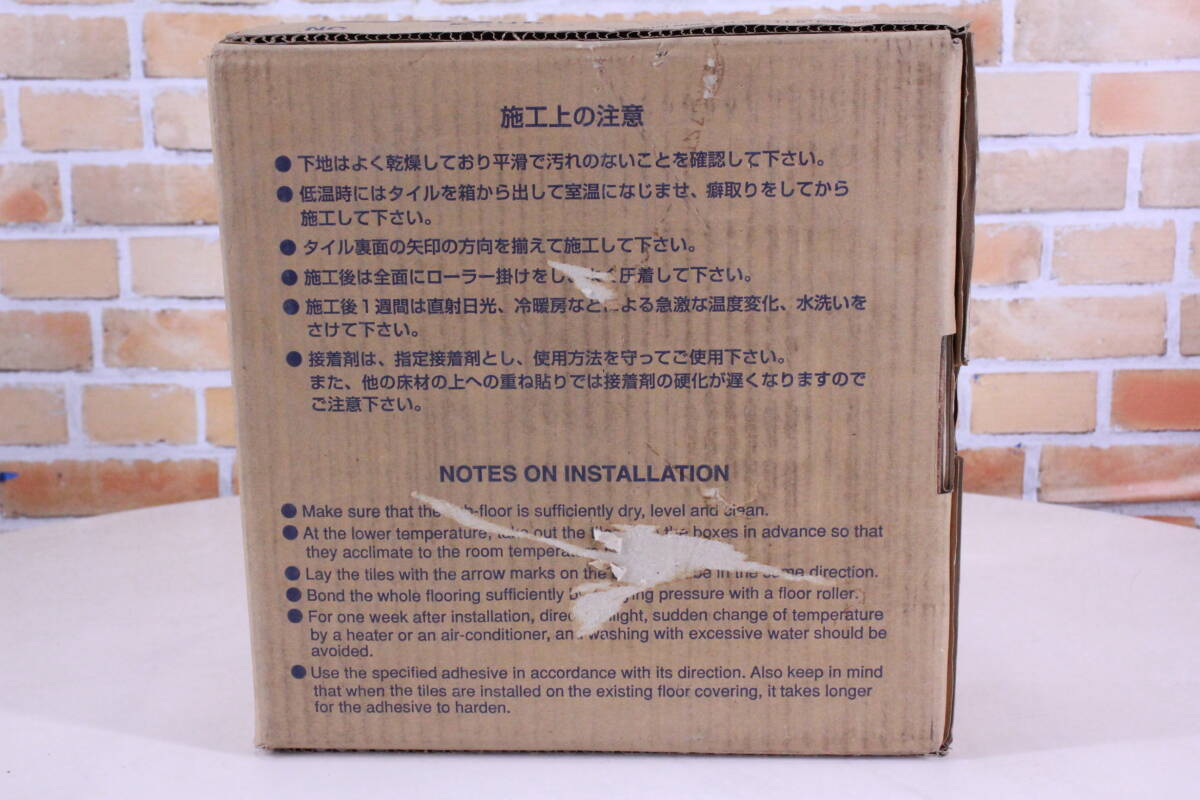 施工上の注意
● 下地はよく乾燥しており平滑で汚れのないことを確認して下さい。
● 低温時にはタイルを箱から出して室温になじませ、癖取りをしてから
施工して下さい。
● タイル裏面の矢印の方向を揃えて施工して下さい。
● 施工後は全面にローラー掛けをし 圧着して下さい。
● 施工後1週間は直射日光、冷暖房などによる急激な温度変化、水洗いを
さけて下さい。
● 接着剤は、指定接着剤とし、使用方法を守ってご使用下さい。
また、他の床材の上への重ね貼りでは接着剤の硬化が遅くなりますので
ご注意下さい。
NOTES ON INSTALLATION
● Make sure that the -floor is sufficiently dry, level and clean.
● At the lower temperature, take out the the boxes in advance so that
they acclimate to the room
● Lay the tiles with the arrow marks on the be in the same direction.
● Bond the whole flooring sufficiently pressure with a floor roller.
● For one week after installation, sudden change of temperature
by a heater or an air-conditioner, and washing with excessive water should be
avoided.
● Use the specified adhesive in accordance with its direction. Also keep in mind
that when the tiles are installed on the existing floor covering, it takes longer
for the adhesive to harden.